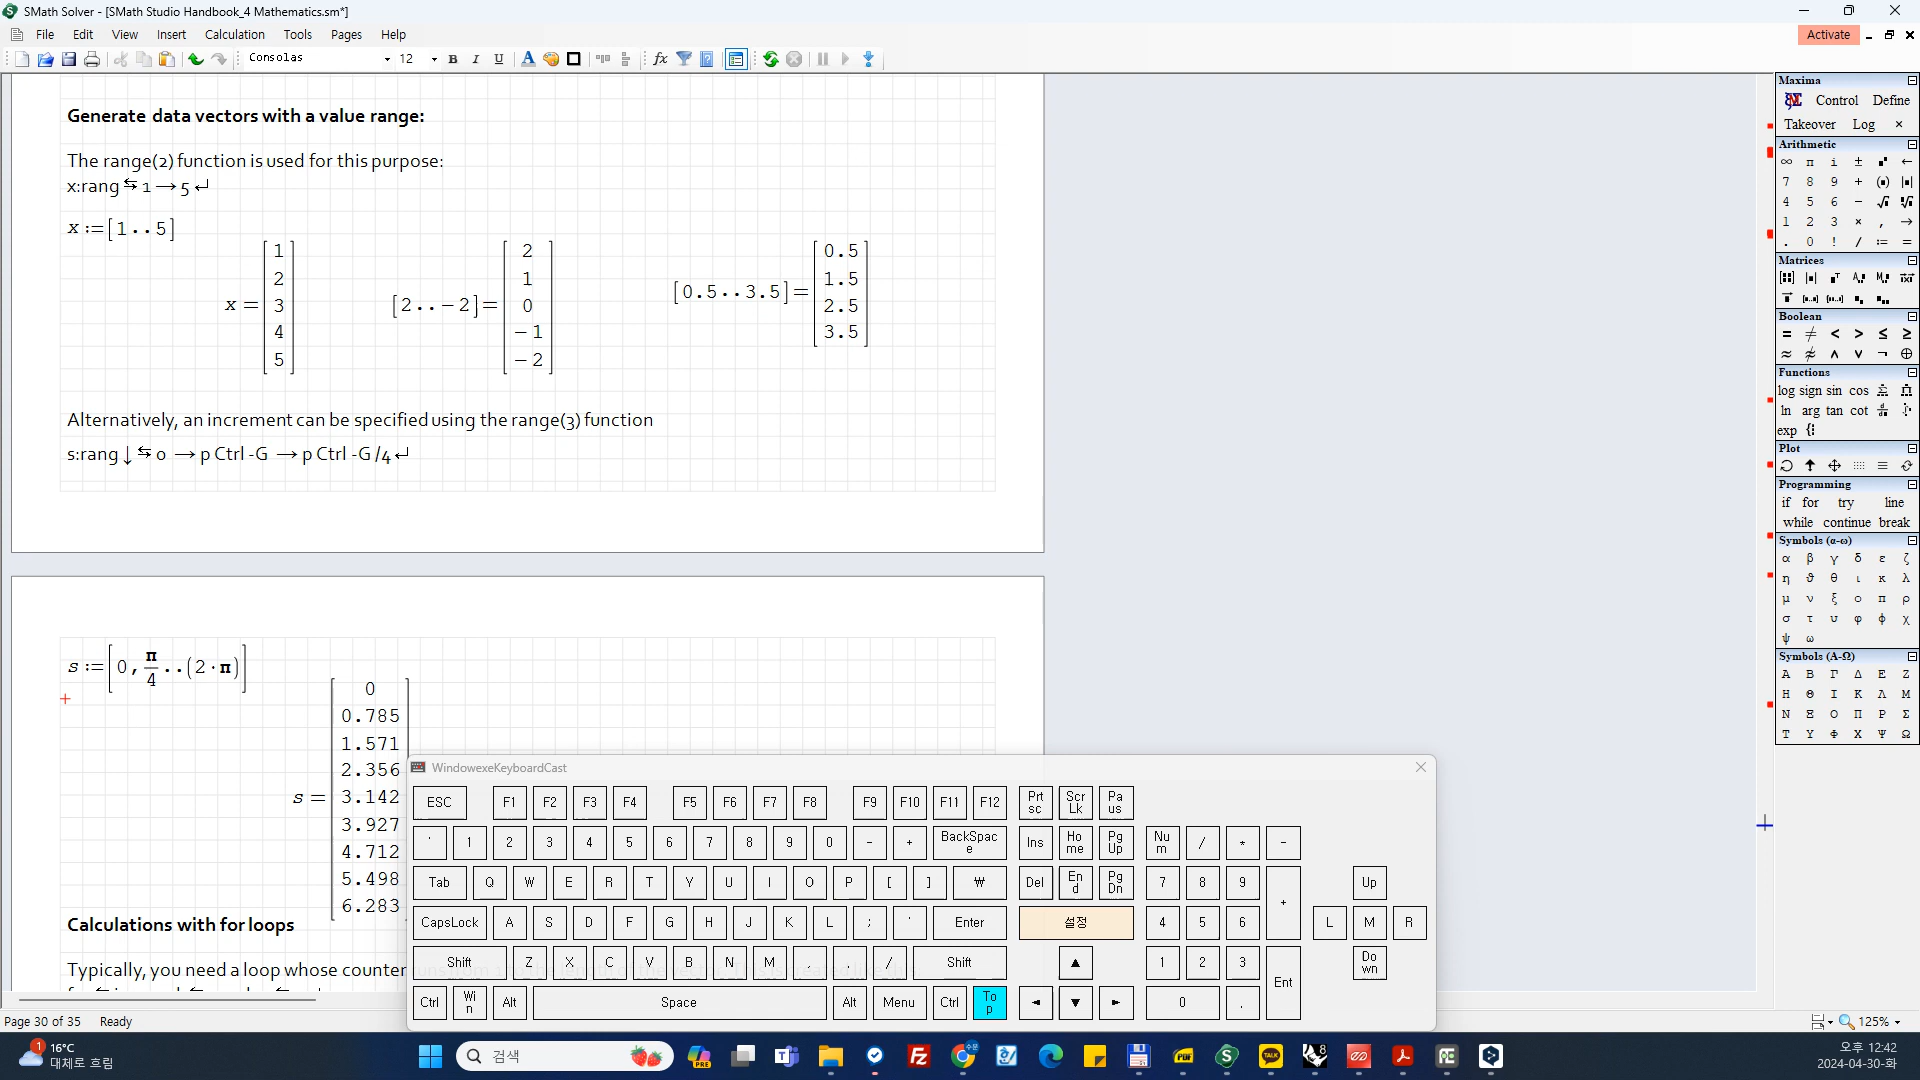 SMath Solver - [SMath Studio Handbook_4 Mathematics.sm*]
File Edit View Insert Calculation Tools Pages Help
Activate
Consolas 12 B I U
Generate data vectors with a value range:
The range(2) function is used for this purpose:
x:rang ⇆ 1 → 5 ↵
x := [1..5]
x = [1 2 3 4 5]
[2..−2] = [2 1 0 −1 −2]
[0.5..3.5] = [0.5 1.5 2.5 3.5]
Alternatively, an increment can be specified using the range(3) function
s:rang ↓ ⇆ 0 → p Ctrl -G → p Ctrl -G /4 ↵
s := [0, π/4..(2·π)]
s = [0 0.785 1.571 2.356 3.142 3.927 4.712 5.498 6.283]
Calculations with for loops
Typically, you need a loop whose counter
Maxima
Control Define
Takeover Log ×
Arithmetic
∞ π i ±  ←
7 8 9 +
4 5 6 −
1 2 3 × , →
. 0 ! / := =
Matrices
Boolean
= ≠ < > ≤ ≥
≈ ≉ ∧ ∨ ¬ ⊕
Functions
log sign sin cos
ln arg tan cot
exp
Plot
Programming
if for try line
while continue break
Symbols (α-ω)
α β γ δ ε ζ
η ϑ θ ι κ λ
μ ν ξ ο π ρ
σ τ υ φ ϕ χ
ψ ω
Symbols (Α-Ω)
Α Β Γ Δ Ε Ζ
Η Θ Ι Κ Λ Μ
Ν Ξ Ο Π Ρ Σ
Τ Υ Φ Χ Ψ Ω
WindowexeKeyboardCast
ESC F1 F2 F3 F4 F5 F6 F7 F8 F9 F10 F11 F12 Prt sc Scr Lk Pa us
` 1 2 3 4 5 6 7 8 9 0 - + BackSpace Ins Home Pg Up Num / * -
Tab Q W E R T Y U I O P [ ] ₩ Del End Pg Dn 7 8 9 + Up
CapsLock A S D F G H J K L ; ' Enter 설정 4 5 6 L M R
Shift Z X C V B N M , . / Shift ▲ 1 2 3 Ent Down
Ctrl Win Alt Space Alt Menu Ctrl Top ◄ ▼ ► 0 .
Page 30 of 35 Ready
125%
1
16°C
대체로 흐림
검색
오후 12:42
2024-04-30-화